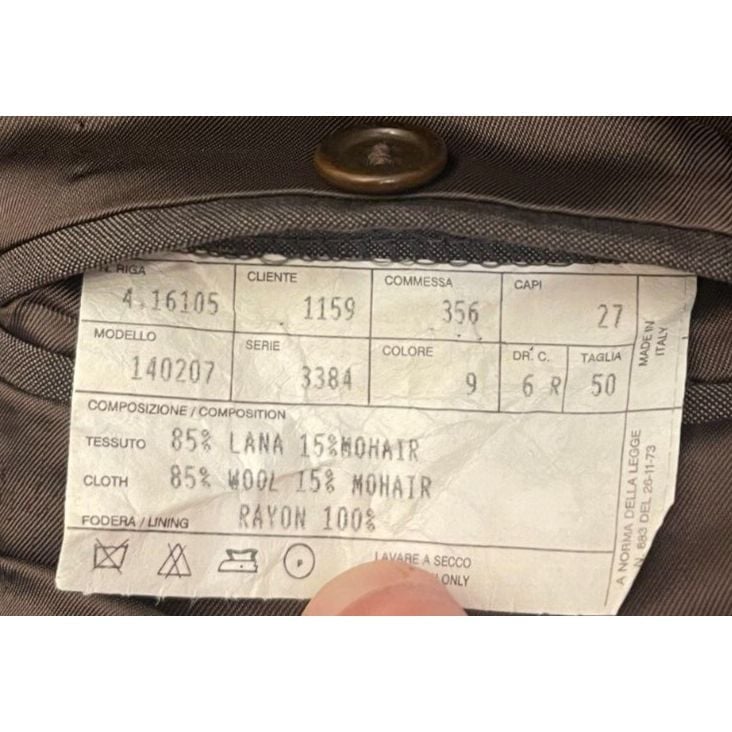 N. RIGA 4.16105 CLIENTE 1159 COMMESSA 356 CAPI 27
MODELLO 140207 SERIE 3384 COLORE 9 DR. C. 6 R TAGLIA 50
MADE IN
ITALY
COMPOSIZIONE / COMPOSITION
TESSUTO 85% LANA 15%MOHAIR
CLOTH 85% WOOL 15% MOHAIR
FODERA / LINING RAYON 100%
P
LAVARE A SECCO
ONLY
A NORMA DELLA LEGGE
N. 883 DEL 26-11-73